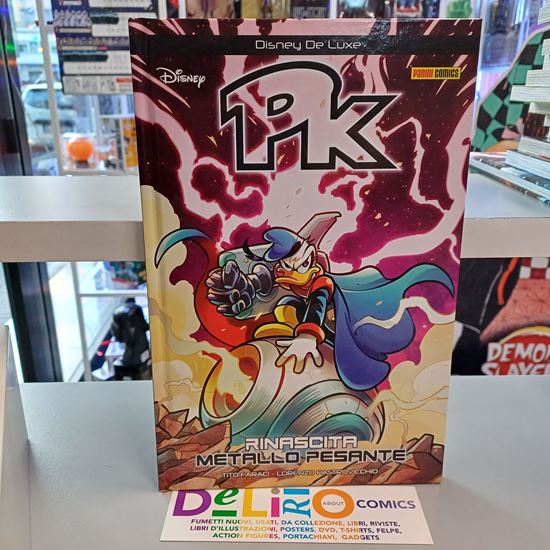 Disney De Luxe
Disney
PANINI COMICS
PK
RINASCITA
METALLO PESANTE
TITO FARACI - LORENZO PASTROVICCHIO
DeLiRiO ABOUT COMICS
FUMETTI NUOVI, USATI, DA COLLEZIONE, LIBRI, RIVISTE,
LIBRI D'ILLUSTRAZIONI, POSTERS, DVD, T-SHIRTS, FELPE,
ACTION FIGURES, PORTACHIAVI, GADGETS
DEMON
SLAYER